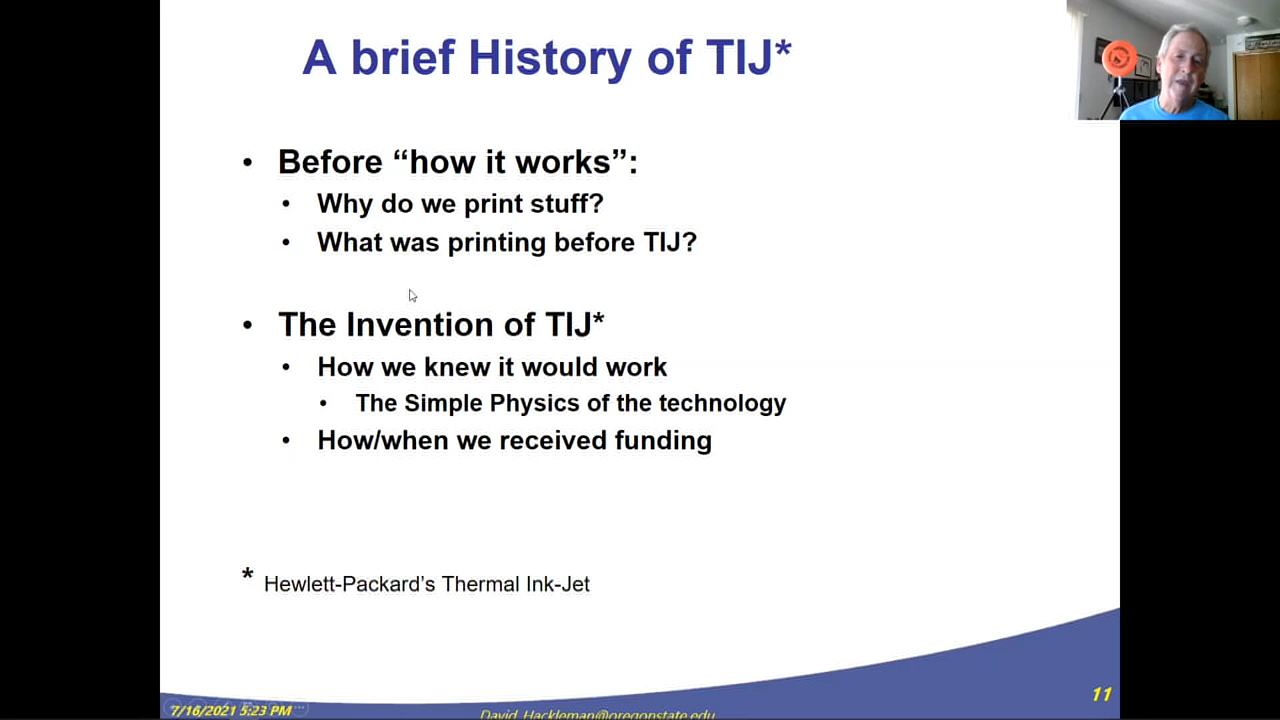 A brief History of TIJ*
• Before “how it works”:
• Why do we print stuff?
• What was printing before TIJ?
• The Invention of TIJ*
• How we knew it would work
• The Simple Physics of the technology
• How/when we received funding
* Hewlett-Packard’s Thermal Ink-Jet
11
7/16/2021 5:23 PM
David_Hackleman@oregonstate.edu